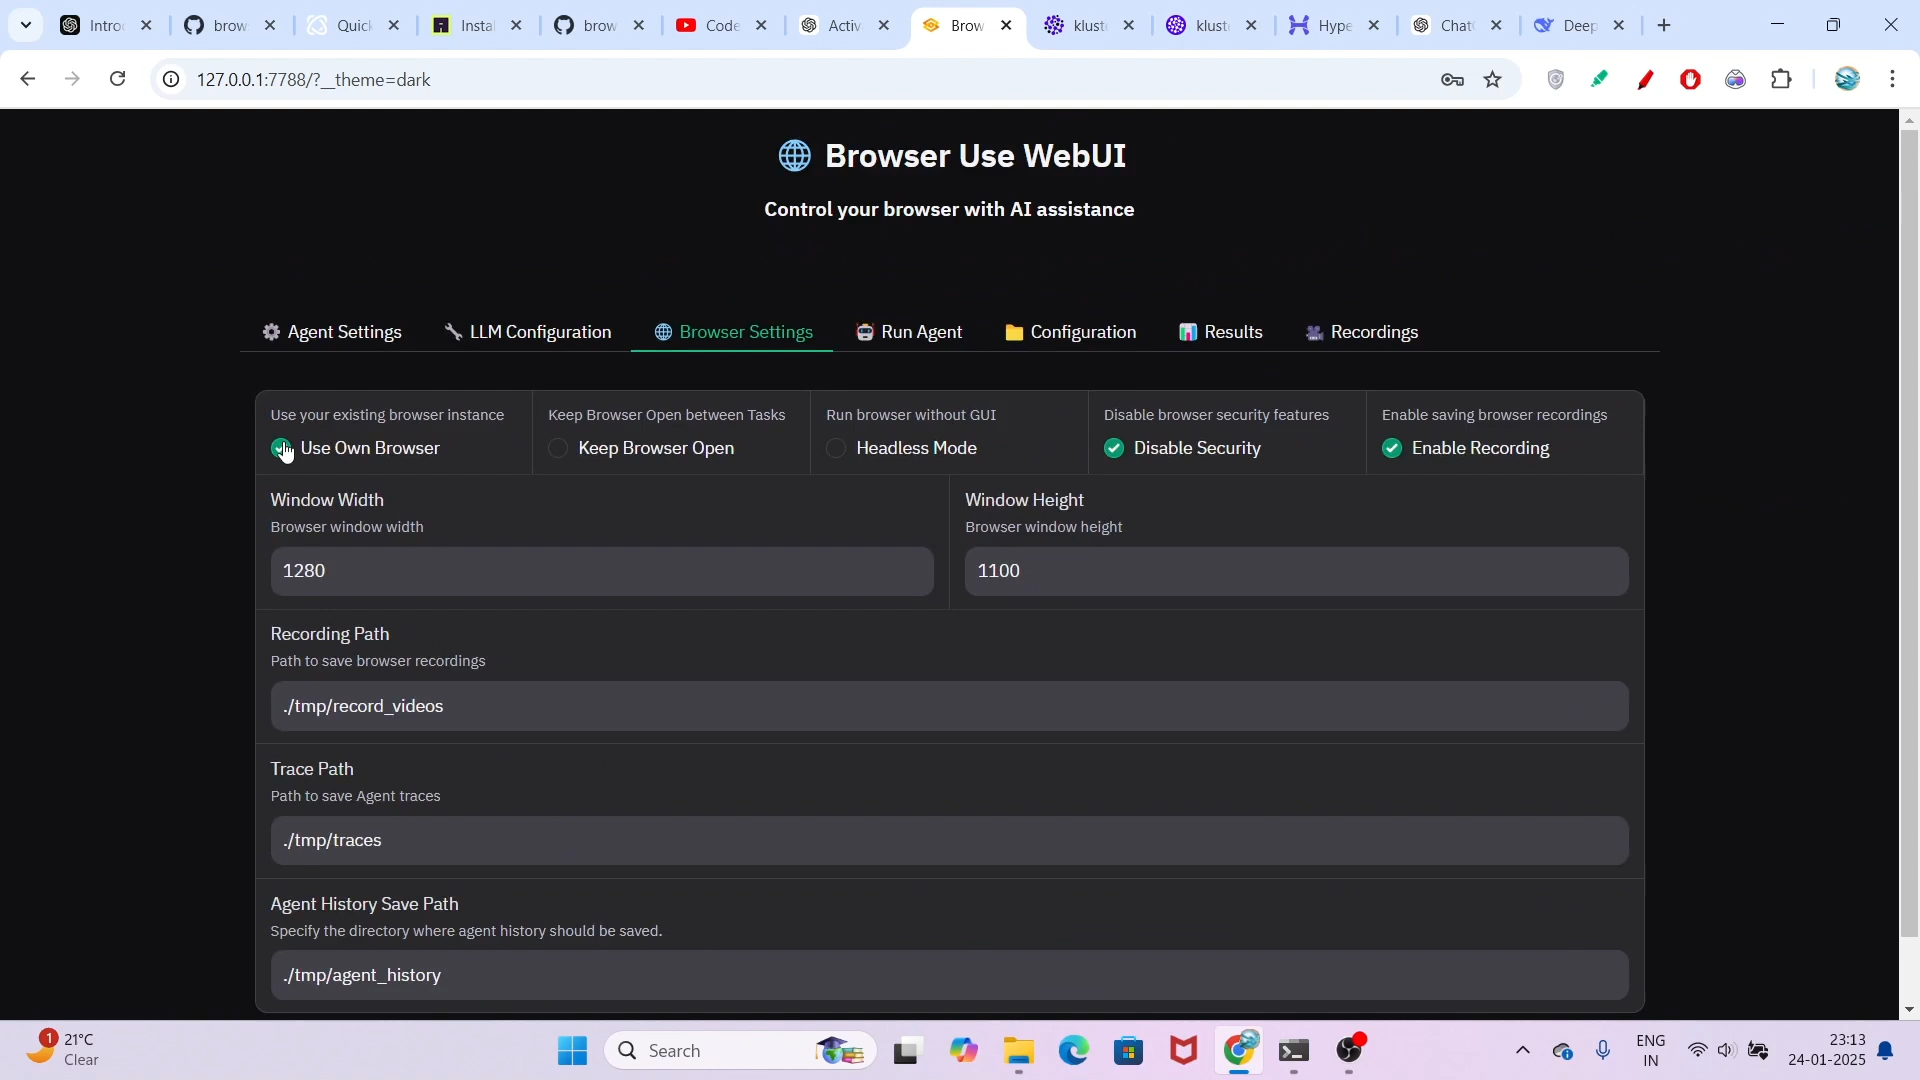 Intro
brow
Quick
Instal
brow
Code
Activ
Brow
klust
klust
Hype
Chat
Deep
127.0.0.1:7788/?__theme=dark
Browser Use WebUI
Control your browser with AI assistance
Agent Settings
LLM Configuration
Browser Settings
Run Agent
Configuration
Results
Recordings
Use your existing browser instance
Use Own Browser
Keep Browser Open between Tasks
Keep Browser Open
Run browser without GUI
Headless Mode
Disable browser security features
Disable Security
Enable saving browser recordings
Enable Recording
Window Width
Browser window width
1280
Window Height
Browser window height
1100
Recording Path
Path to save browser recordings
./tmp/record_videos
Trace Path
Path to save Agent traces
./tmp/traces
Agent History Save Path
Specify the directory where agent history should be saved.
./tmp/agent_history
1
21°C
Clear
Search
ENG
IN
23:13
24-01-2025